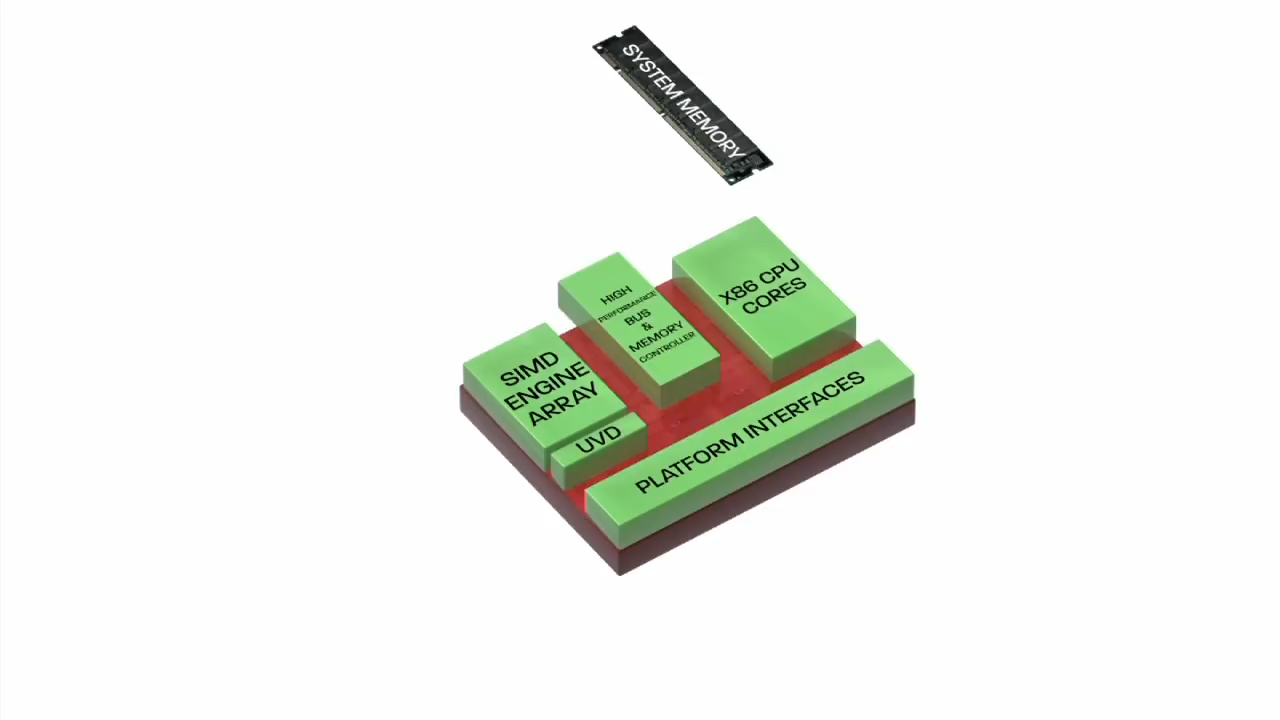 SYSTEM MEMORY
HIGH
PERFORMANCE
BUS
&
MEMORY
CONTROLLER
X86 CPU
CORES
SIMD
ENGINE
ARRAY
UVD
PLATFORM INTERFACES